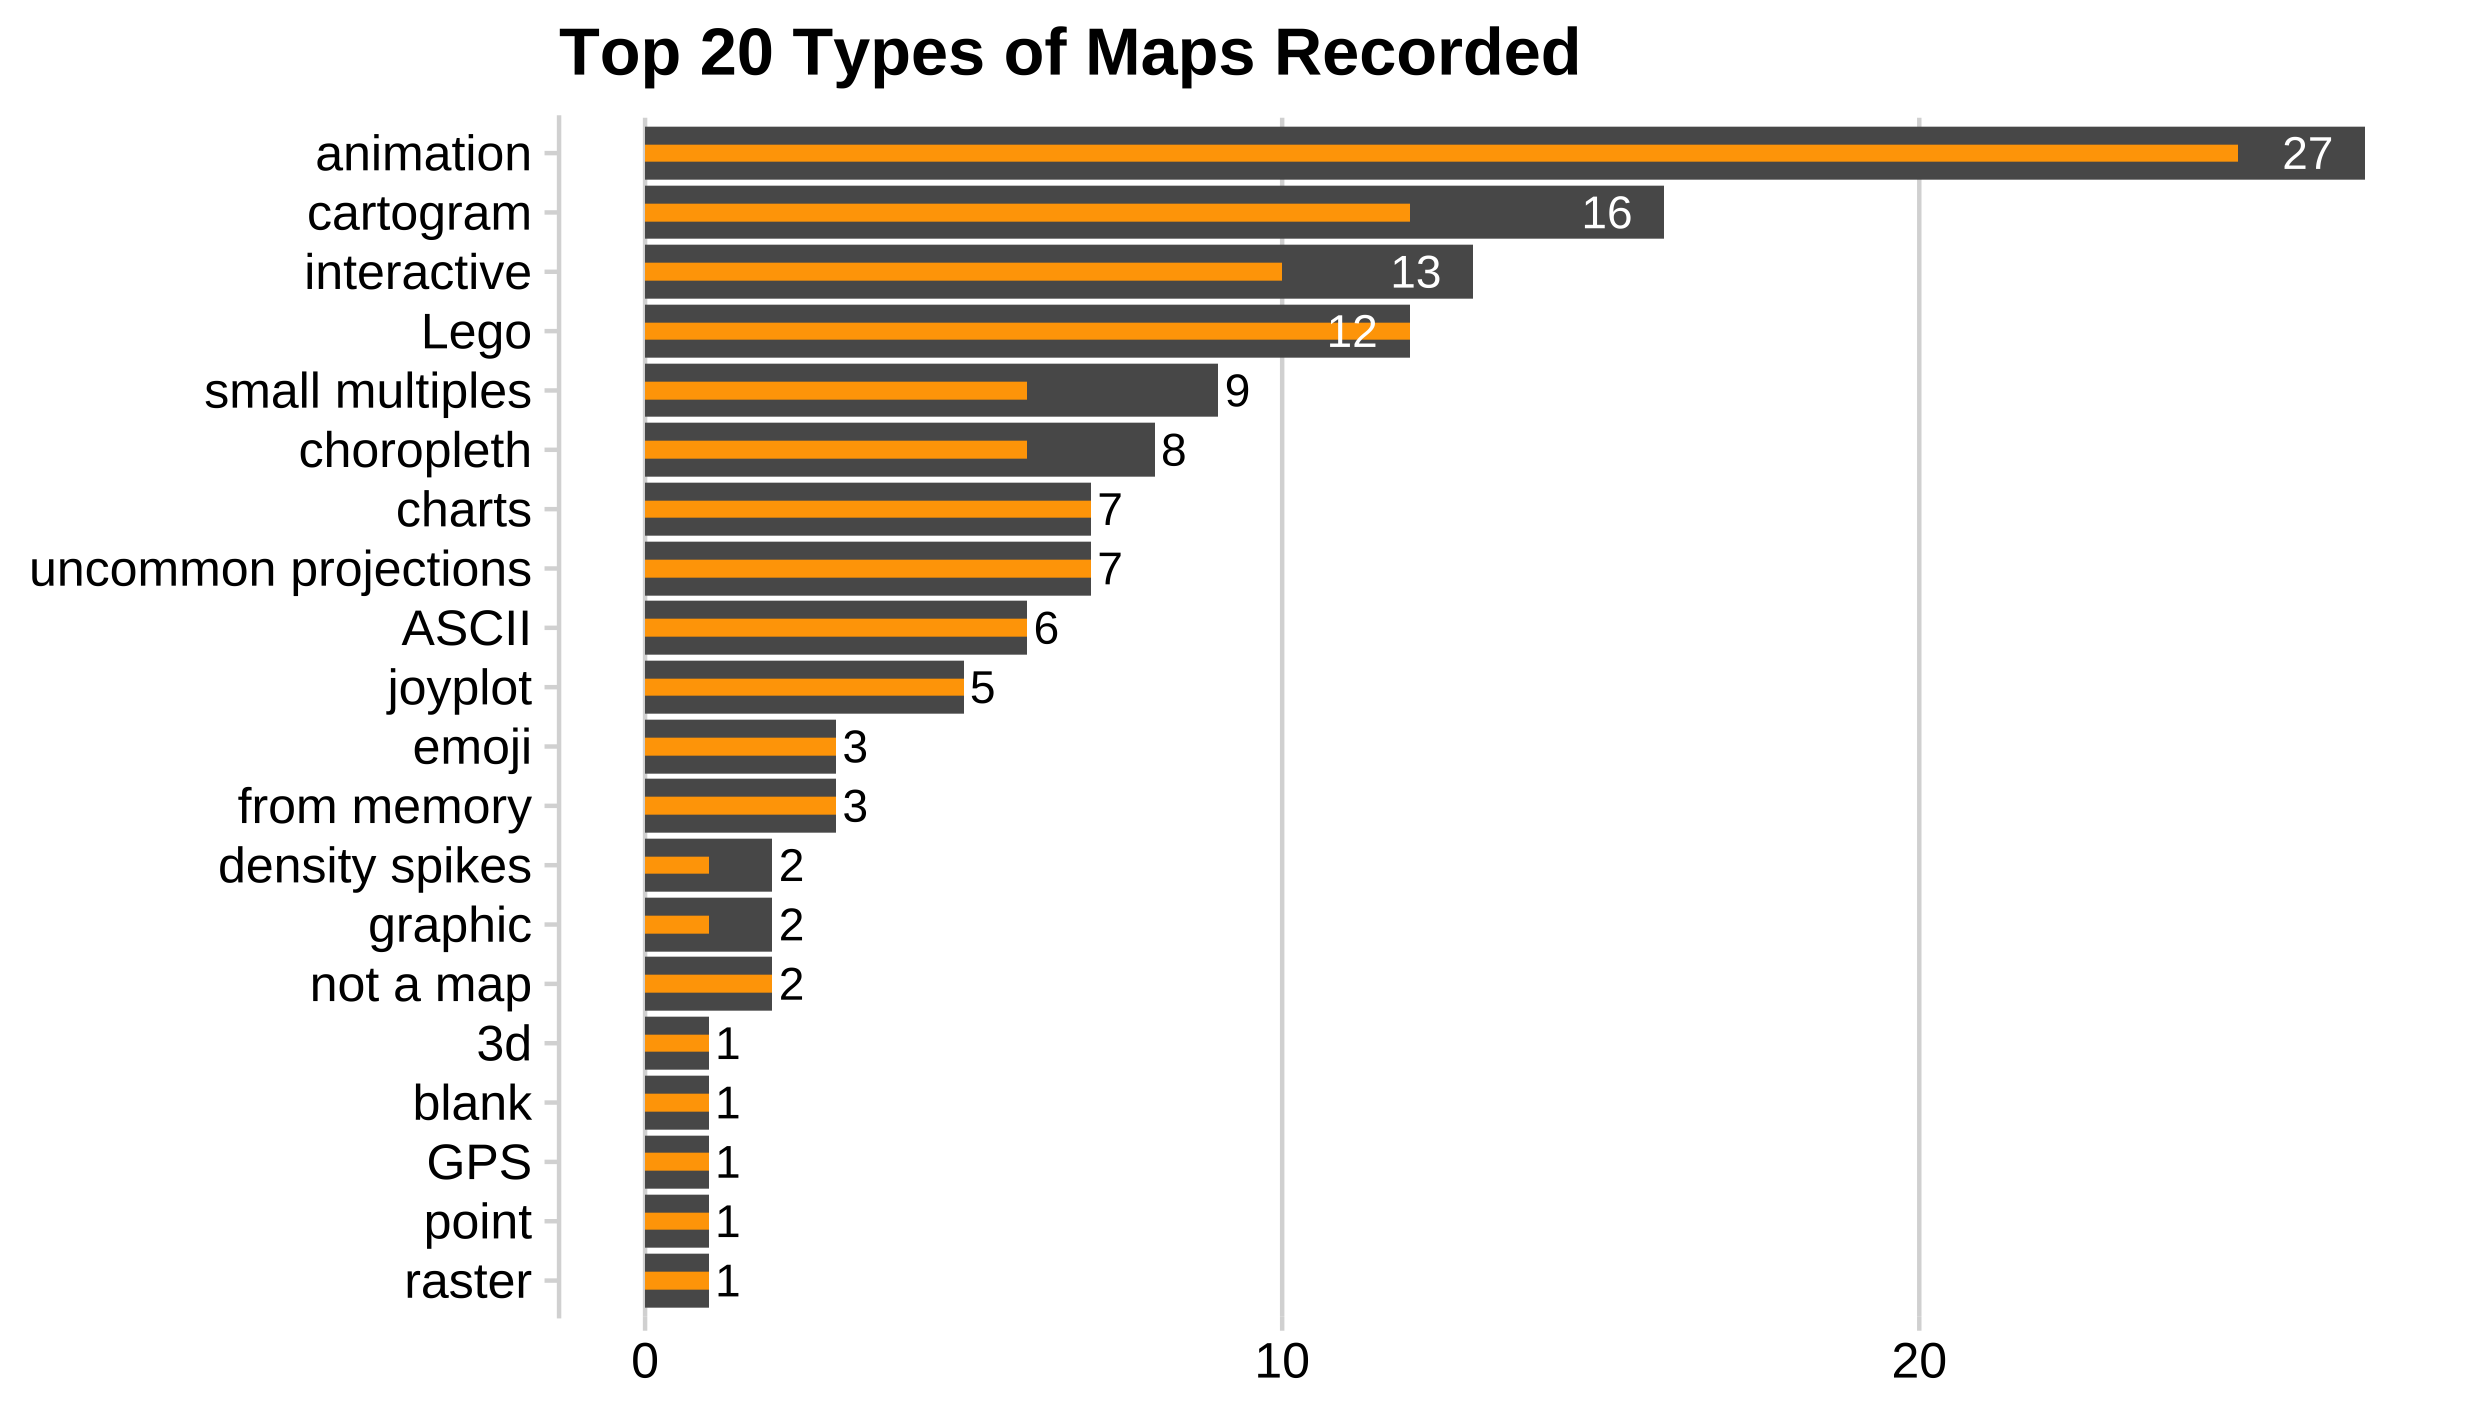 Top 20 Types of Maps Recorded
animation 27
cartogram 16
interactive 13
Lego 12
small multiples 9
choropleth 8
charts 7
uncommon projections 7
ASCII 6
joyplot 5
emoji 3
from memory 3
density spikes 2
graphic 2
not a map 2
3d 1
blank 1
GPS 1
point 1
raster 1
0 10 20